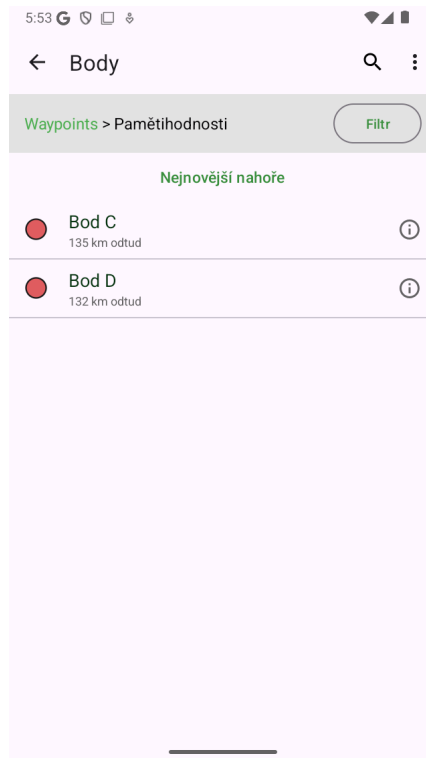 5:53
Body
Waypoints > Pamětihodnosti
Filtr
Nejnovější nahoře
Bod C
135 km odtud
Bod D
132 km odtud